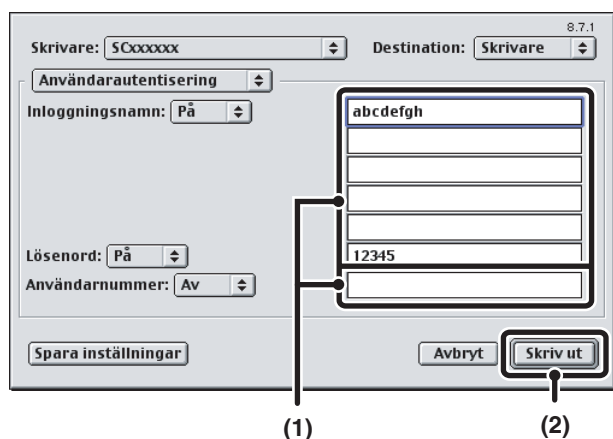 8.7.1
Skrivare: SCxxxxxx Destination: Skrivare
Användarautentisering
Inloggningsnamn: På abcdefgh
Lösenord: På 12345
Användarnummer: Av
Spara inställningar Avbryt Skriv ut
(1) (2)